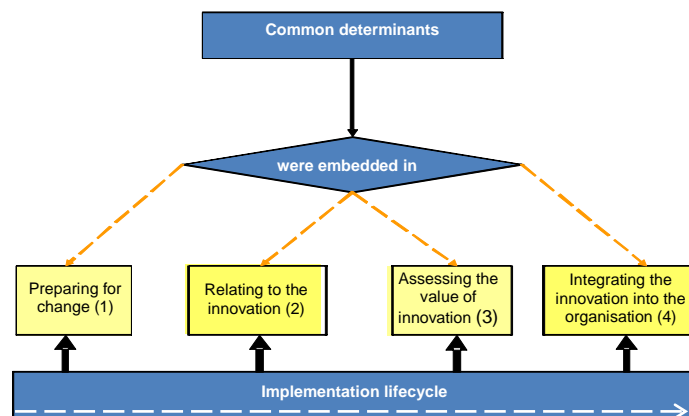 Common determinants
were embedded in
Preparing for
change (1)
Relating to the
innovation (2)
Assessing the
value of
innovation (3)
Integrating the
innovation into the
organisation (4)
Implementation lifecycle